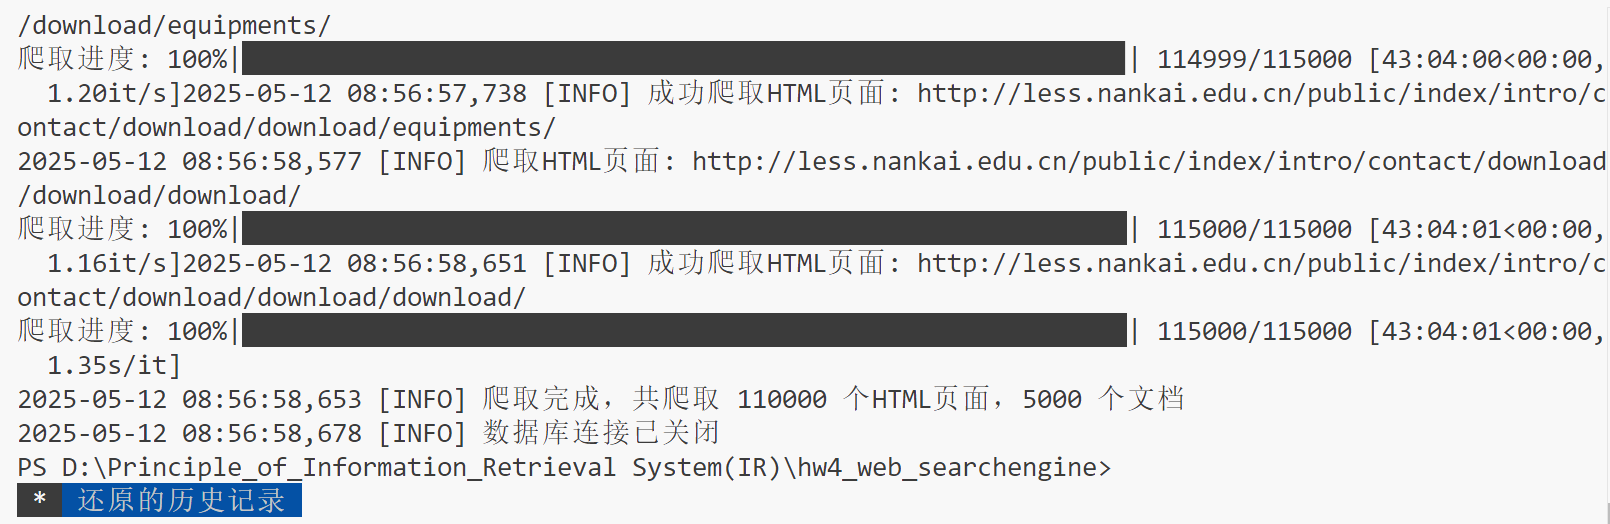 /download/equipments/
爬取进度: 100%|██████████| 114999/115000 [43:04:00<00:00,
1.20it/s]2025-05-12 08:56:57,738 [INFO] 成功爬取HTML页面: http://less.nankai.edu.cn/public/index/intro/c
ontact/download/download/equipments/
2025-05-12 08:56:58,577 [INFO] 爬取HTML页面: http://less.nankai.edu.cn/public/index/intro/contact/download
/download/download/
爬取进度: 100%|██████████| 115000/115000 [43:04:01<00:00,
1.16it/s]2025-05-12 08:56:58,651 [INFO] 成功爬取HTML页面: http://less.nankai.edu.cn/public/index/intro/c
ontact/download/download/download/
爬取进度: 100%|██████████| 115000/115000 [43:04:01<00:00,
1.35s/it]
2025-05-12 08:56:58,653 [INFO] 爬取完成，共爬取 110000 个HTML页面，5000 个文档
2025-05-12 08:56:58,678 [INFO] 数据库连接已关闭
PS D:\Principle_of_Information_Retrieval System(IR)\hw4_web_searchengine>
* 还原的历史记录